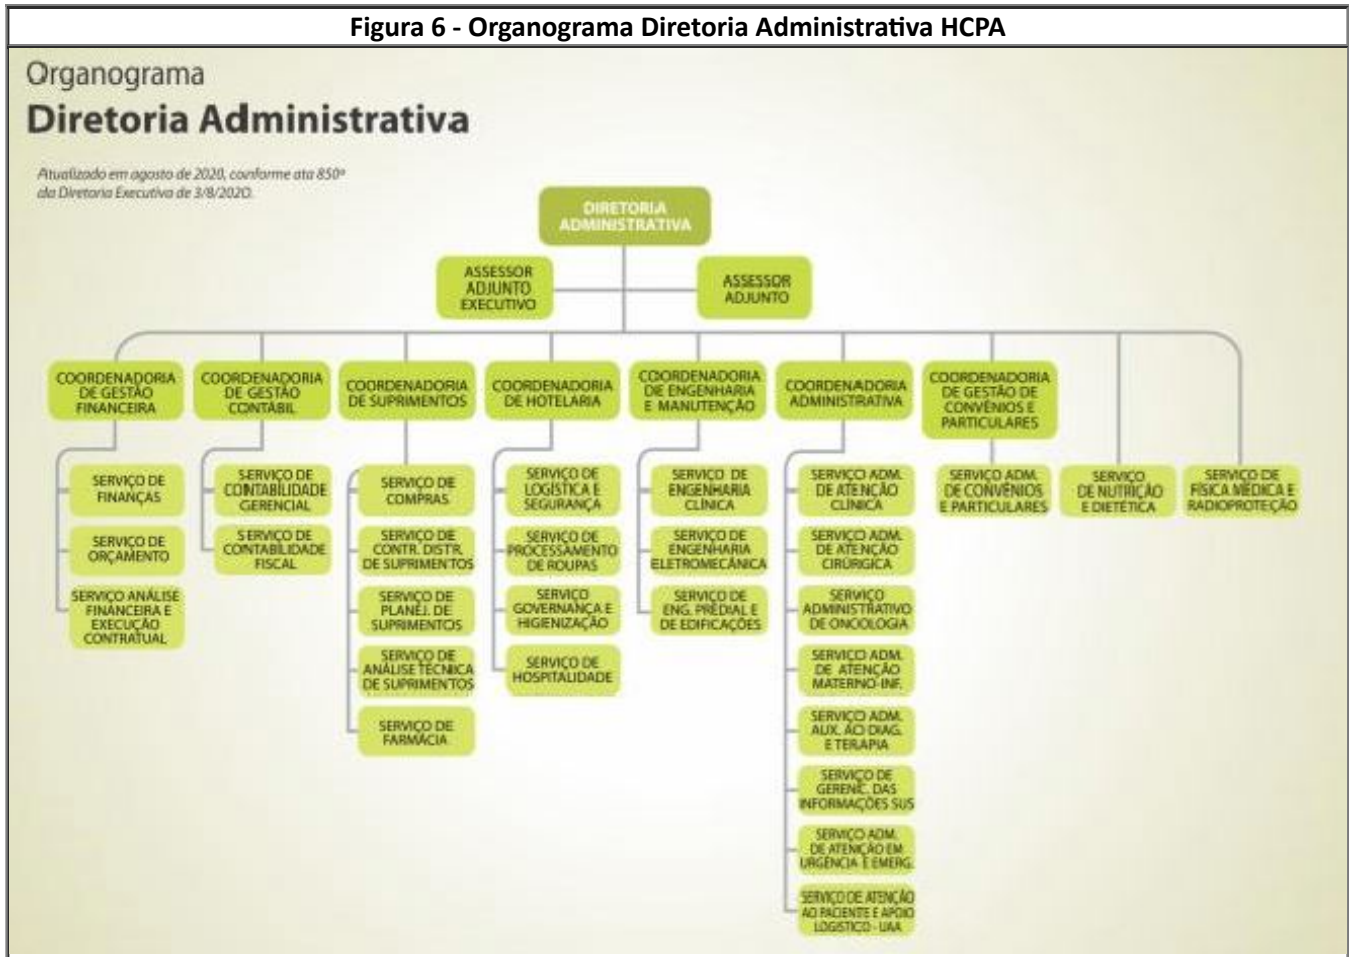 Figura 6 - Organograma Diretoria Administrativa HCPA
Organograma
Diretoria Administrativa
Atualizado em agosto de 2020, conforme ata 850ª
da Diretoria Executiva de 3/8/2020.
DIRETORIA
ADMINISTRATIVA
ASSESSOR
ADJUNTO
EXECUTIVO
ASSESSOR
ADJUNTO
COORDENADORIA
DE GESTÃO
FINANCEIRA
COORDENADORIA
DE GESTÃO
CONTÁBIL
COORDENADORIA
DE SUPRIMENTOS
COORDENADORIA
DE HOTELARIA
COORDENADORIA
DE ENGENHARIA
E MANUTENÇÃO
COORDENADORIA
ADMINISTRATIVA
COORDENADORIA
DE GESTÃO DE
CONVÊNIOS E
PARTICULARES
SERVIÇO DE
FINANÇAS
SERVIÇO DE
ORÇAMENTO
SERVIÇO ANÁLISE
FINANCEIRA E
EXECUÇÃO
CONTRATUAL
SERVIÇO DE
CONTABILIDADE
GERENCIAL
SERVIÇO DE
CONTABILIDADE
FISCAL
SERVIÇO DE
COMPRAS
SERVIÇO DE
CONTR. DISTR.
DE SUPRIMENTOS
SERVIÇO DE
PLANEJ. DE
SUPRIMENTOS
SERVIÇO DE
ANÁLISE TÉCNICA
DE SUPRIMENTOS
SERVIÇO DE
FARMÁCIA
SERVIÇO DE
LOGÍSTICA E
SEGURANÇA
SERVIÇO DE
PROCESSAMENTO
DE ROUPAS
SERVIÇO
GOVERNANÇA E
HIGIENIZAÇÃO
SERVIÇO DE
HOSPITALIDADE
SERVIÇO DE
ENGENHARIA
CLÍNICA
SERVIÇO DE
ENGENHARIA
ELETROMECÂNICA
SERVIÇO DE
ENG. PREDIAL E
DE EDIFICAÇÕES
SERVIÇO ADM.
DE ATENÇÃO
CLÍNICA
SERVIÇO ADM.
DE ATENÇÃO
CIRÚRGICA
SERVIÇO
ADMINISTRATIVO
DE ONCOLOGIA
SERVIÇO ADM.
DE ATENÇÃO
MATERNO-INF.
SERVIÇO ADM.
AUX. AO DIAG.
E TERAPIA
SERVIÇO DE
GERENC. DAS
INFORMAÇÕES SUS
SERVIÇO ADM.
DE ATENÇÃO EM
URGÊNCIA E EMERG.
SERVIÇO DE ATENÇÃO
AO PACIENTE E APOIO
LOGÍSTICO - UAA
SERVIÇO ADM.
DE CONVÊNIOS
E PARTICULARES
SERVIÇO
DE NUTRIÇÃO
E DIETÉTICA
SERVIÇO DE
FÍSICA MÉDICA E
RADIOPROTEÇÃO